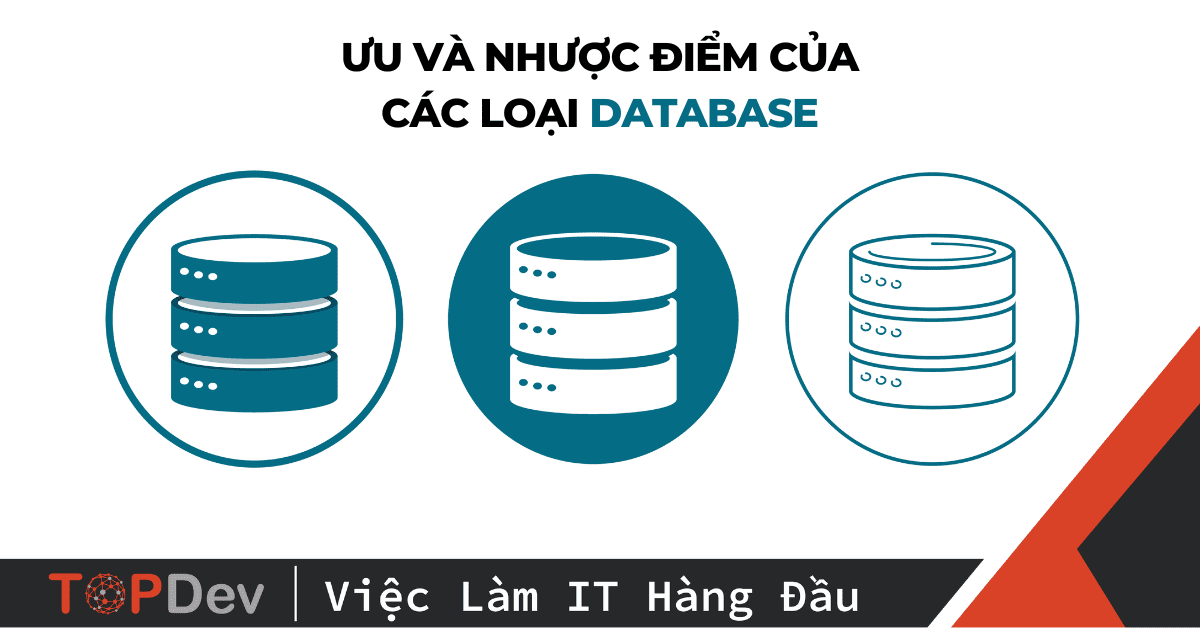 ƯU VÀ NHƯỢC ĐIỂM CỦA
CÁC LOẠI DATABASE
TOPDev
Việc Làm IT Hàng Đầu